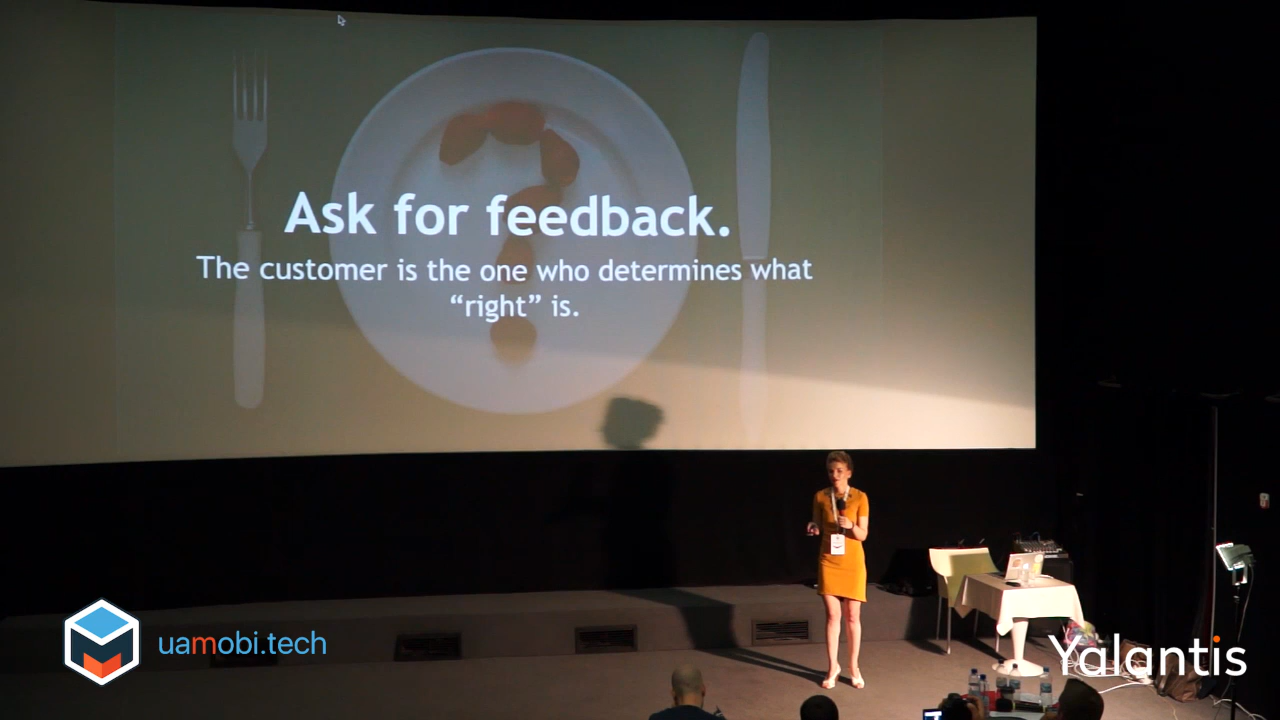 Ask for feedback.
The customer is the one who determines what
“right” is.
uamobi.tech
Yalantis